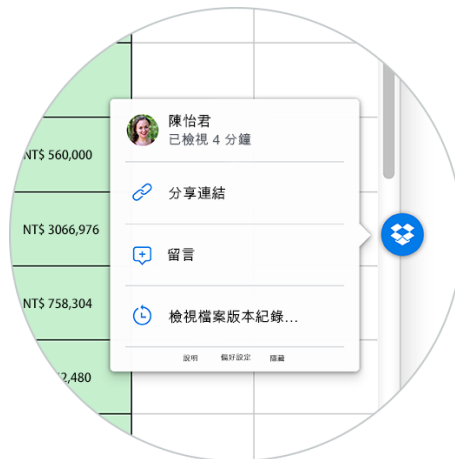 陳怡君
已檢視 4 分鐘
NT$ 560,000
分享連結
NT$ 3066,976
留言
NT$ 758,304
檢視檔案版本紀錄...
說明 偏好設定 隱藏
2,480